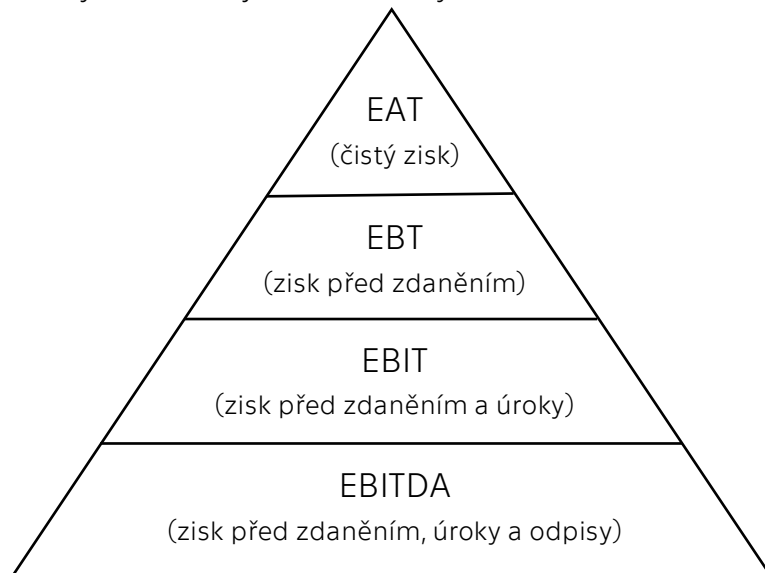 EAT
(čistý zisk)
EBT
(zisk před zdaněním)
EBIT
(zisk před zdaněním a úroky)
EBITDA
(zisk před zdaněním, úroky a odpisy)